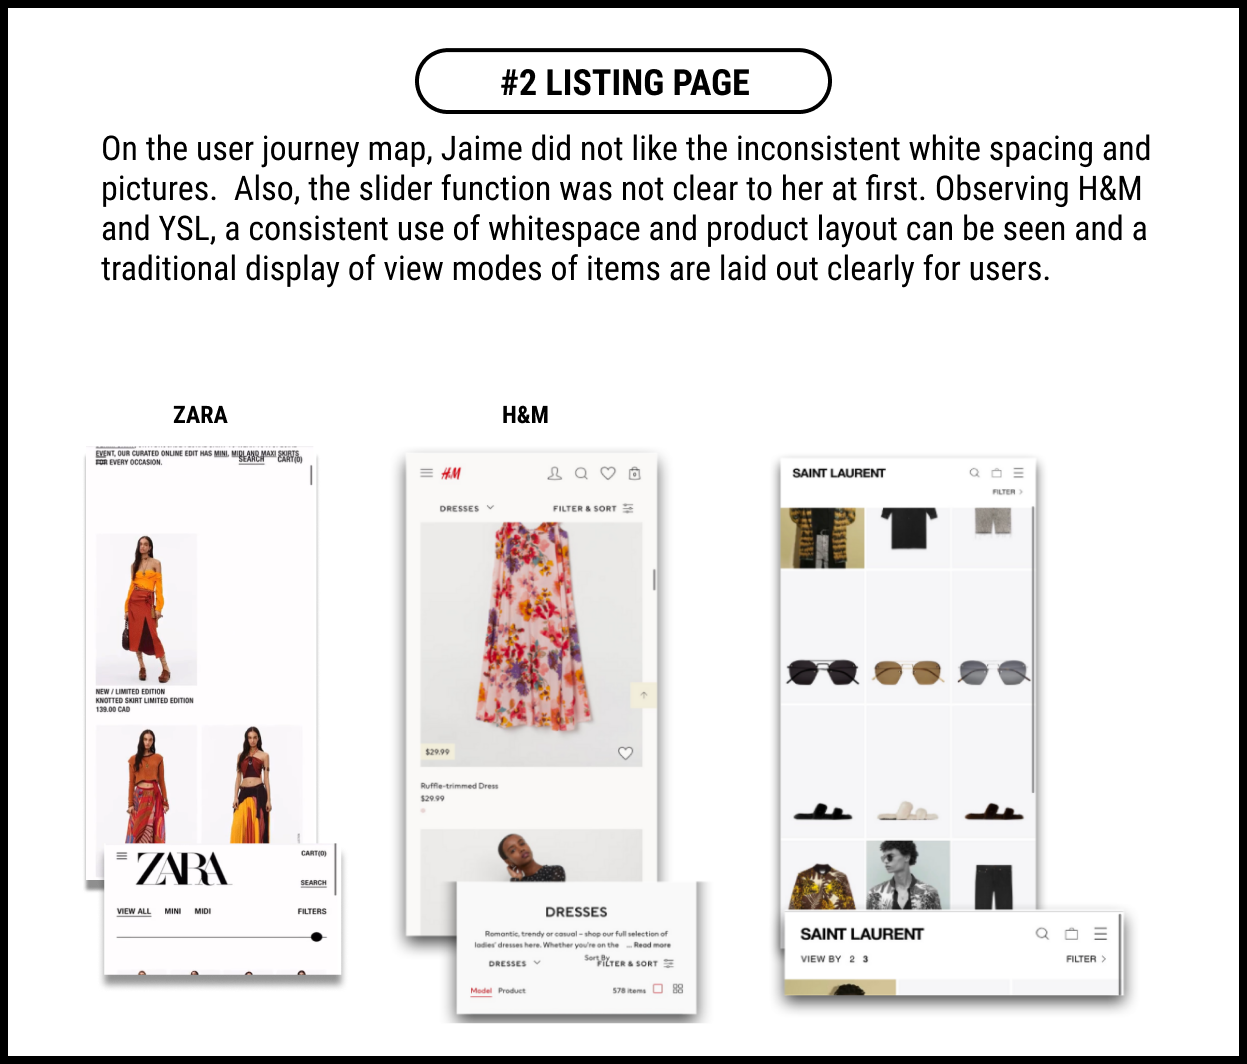 #2 LISTING PAGE
On the user journey map, Jaime did not like the inconsistent white spacing and
pictures.  Also, the slider function was not clear to her at first. Observing H&M
and YSL, a consistent use of whitespace and product layout can be seen and a
traditional display of view modes of items are laid out clearly for users.
ZARA
H&M
EVENT, OUR CURATED ONLINE EDIT HAS MINI, MIDI AND MAXI SKIRTS
FOR EVERY OCCASION.
SEARCH CART(0)
NEW / LIMITED EDITION
KNOTTED SKIRT LIMITED EDITION
139.00 CAD
ZARA
CART(0)
SEARCH
VIEW ALL MINI MIDI FILTERS
H&M
0
DRESSES FILTER & SORT
$29.99
Ruffle-trimmed Dress
$29.99
DRESSES
Romantic, trendy or casual – shop our full selection of
ladies' dresses here. Whether you're on the ... Read more
Sort By
DRESSES FILTER & SORT
Model Product 578 items
SAINT LAURENT
FILTER >
SAINT LAURENT
VIEW BY 2 3 FILTER >